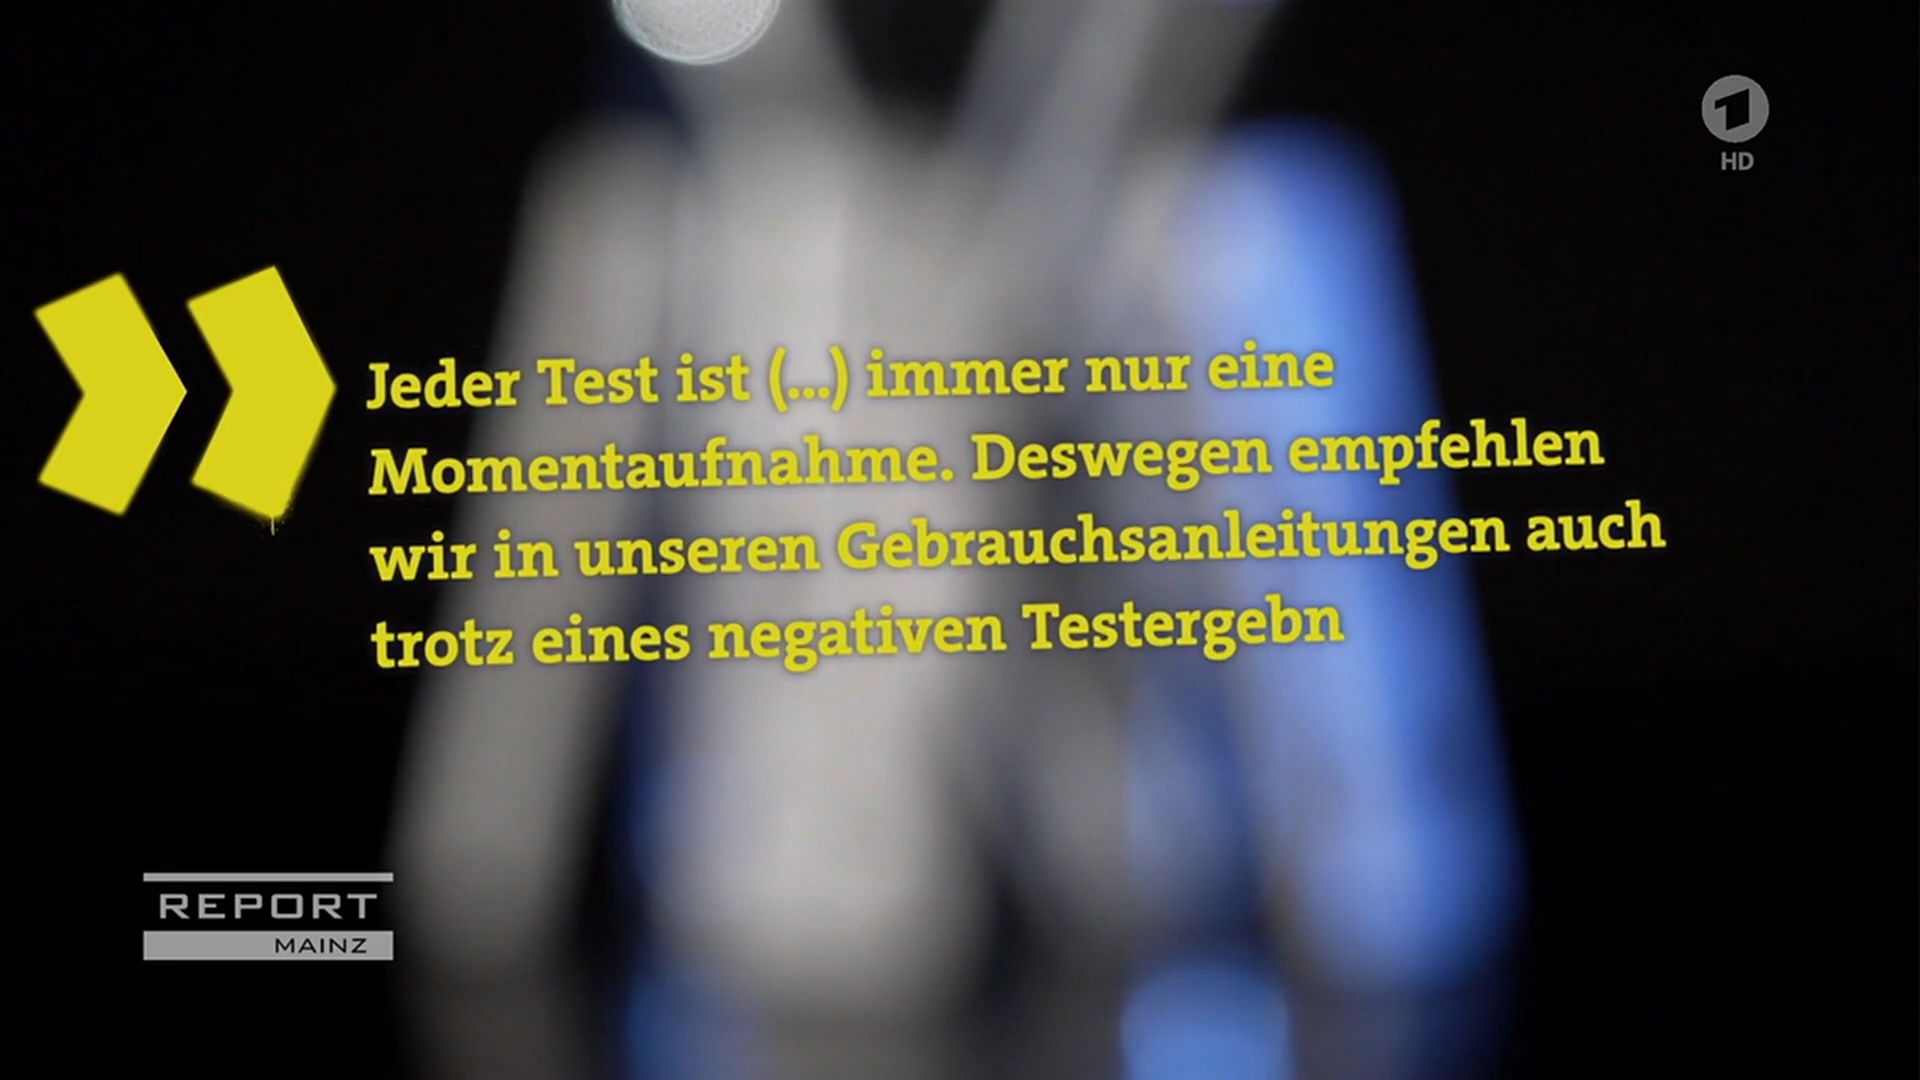 HD
Jeder Test ist (...) immer nur eine
Momentaufnahme. Deswegen empfehlen
wir in unseren Gebrauchsanleitungen auch
trotz eines negativen Testergebn
REPORT
MAINZ